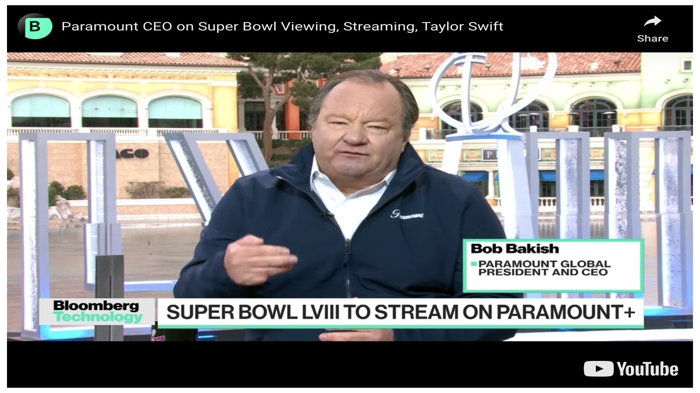 B
Paramount CEO on Super Bowl Viewing, Streaming, Taylor Swift
Share
Paramount
Bob Bakish
PARAMOUNT GLOBAL
PRESIDENT AND CEO
Bloomberg
Technology
SUPER BOWL LVIII TO STREAM ON PARAMOUNT+
YouTube